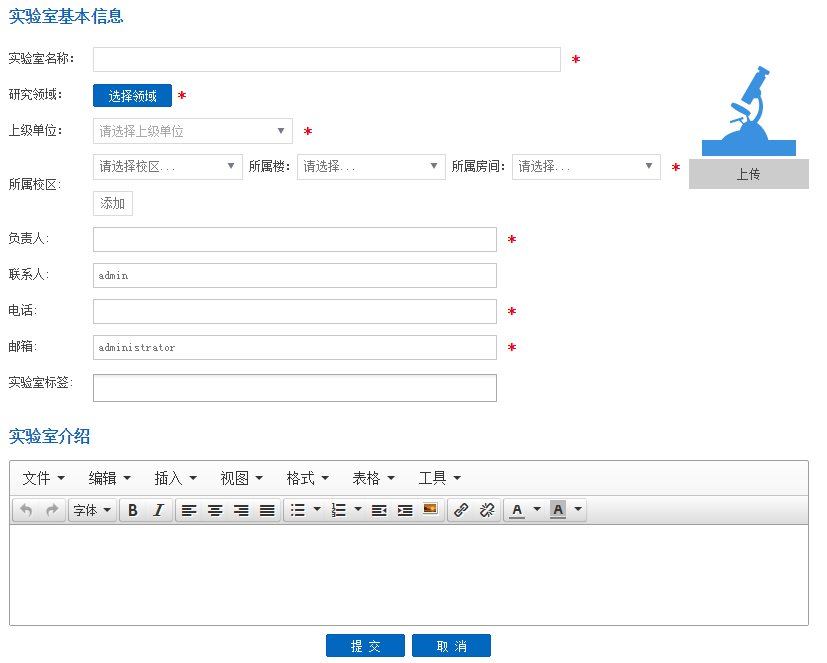 实验室基本信息
实验室名称: *
研究领域: 选择领域 *
上级单位: 请选择上级单位 *
所属校区: 请选择校区... 所属楼: 请选择... 所属房间: 请选择... *
上传
添加
负责人: *
联系人: admin
电话: *
邮箱: administrator *
实验室标签:
实验室介绍
文件 编辑 插入 视图 格式 表格 工具
字体 B I A A
提 交 取 消